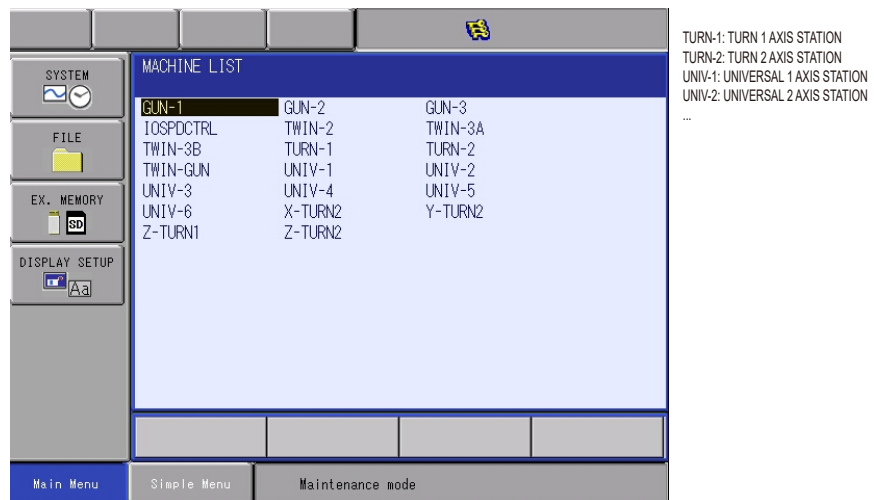 SYSTEM
FILE
EX. MEMORY
SD
DISPLAY SETUP
Aa
MACHINE LIST
GUN-1 GUN-2 GUN-3
IOSPDCTRL TWIN-2 TWIN-3A
TWIN-3B TURN-1 TURN-2
TWIN-GUN UNIV-1 UNIV-2
UNIV-3 UNIV-4 UNIV-5
UNIV-6 X-TURN2 Y-TURN2
Z-TURN1 Z-TURN2
Main Menu Simple Menu Maintenance mode
TURN-1: TURN 1 AXIS STATION
TURN-2: TURN 2 AXIS STATION
UNIV-1: UNIVERSAL 1 AXIS STATION
UNIV-2: UNIVERSAL 2 AXIS STATION
...